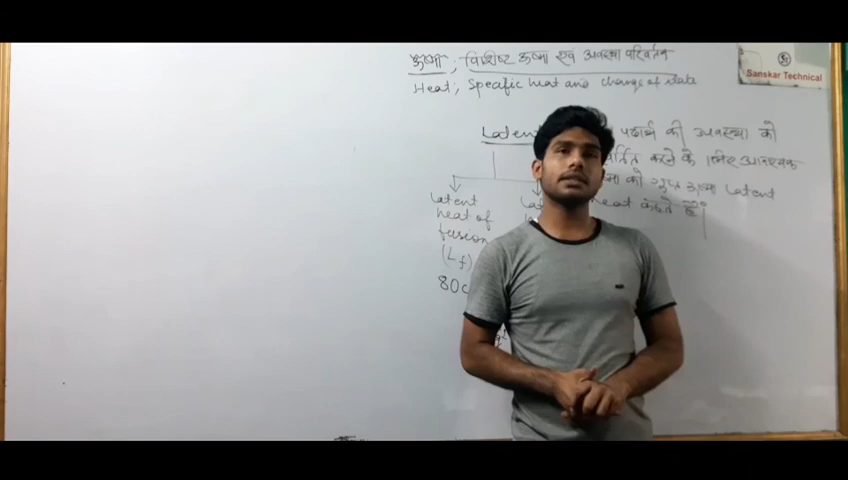 ऊष्मा, विशिष्ट ऊष्मा एवं अवस्था परिवर्तन
Heat; Specific heat and change of state
Sanskar Technical
Latent पदार्थ की अवस्था को
करने के लिए आवश्यक
को गुप्त ऊष्मा Latent
heat कहते हैं।
Latent
heat of
fusion
(Lf)
80